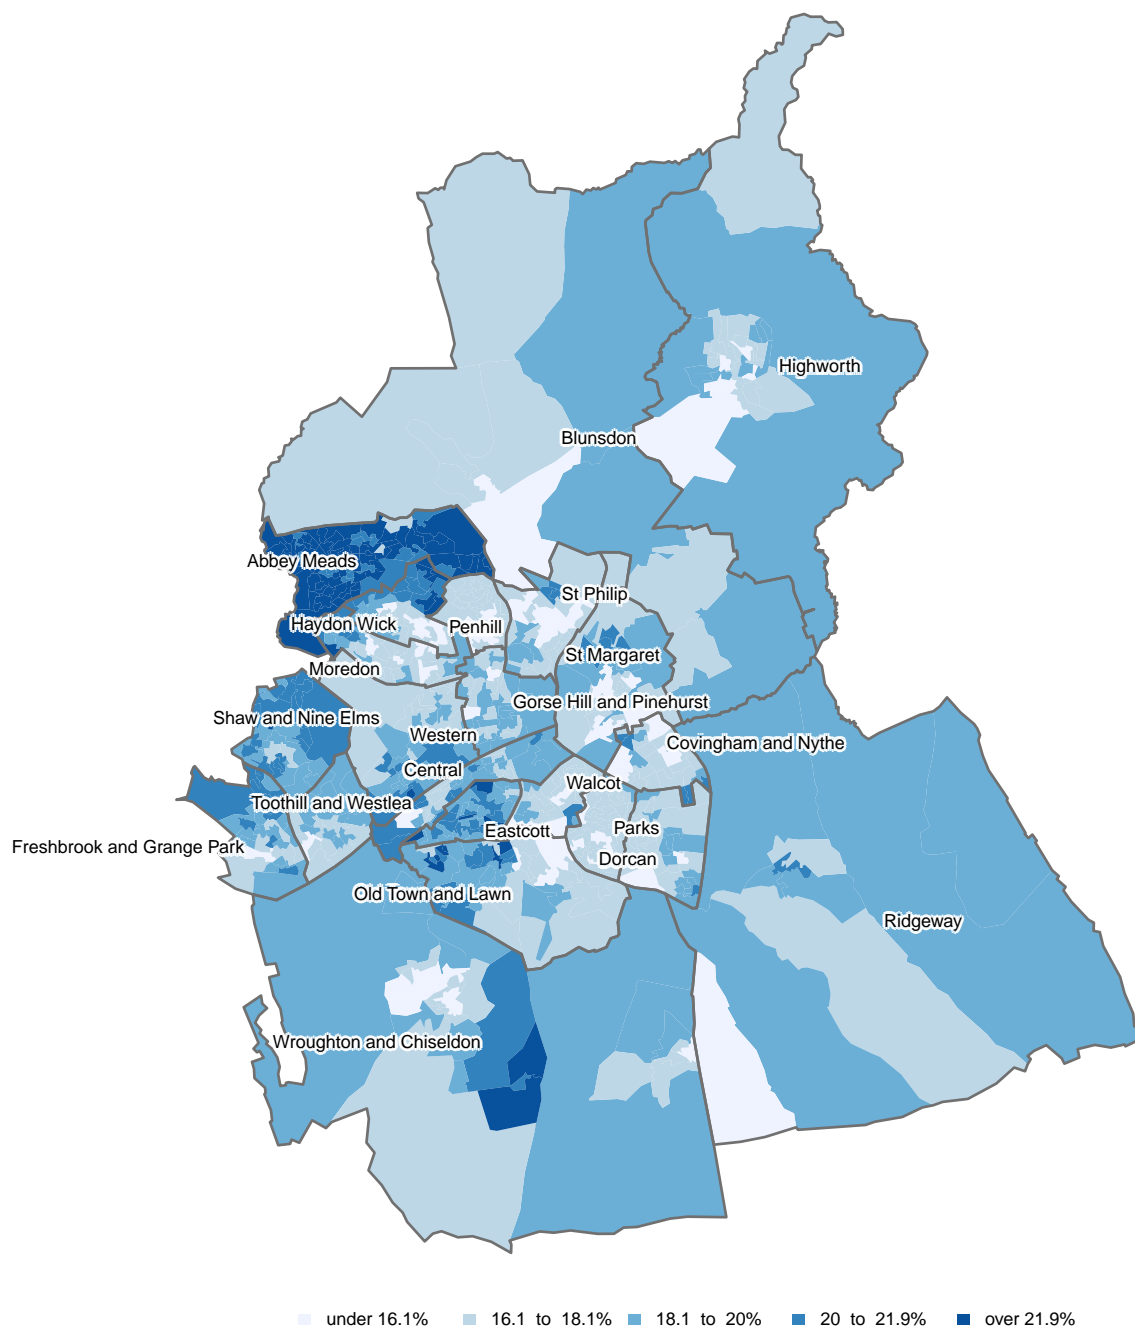 Highworth
Blunsdon
Abbey Meads
St Philip
Haydon Wick
Penhill
St Margaret
Moredon
Gorse Hill and Pinehurst
Shaw and Nine Elms
Western
Covingham and Nythe
Central
Walcot
Toothill and Westlea
Parks
Eastcott
Freshbrook and Grange Park
Dorcan
Old Town and Lawn
Ridgeway
Wroughton and Chiseldon
under 16.1% 16.1 to 18.1% 18.1 to 20% 20 to 21.9% over 21.9%